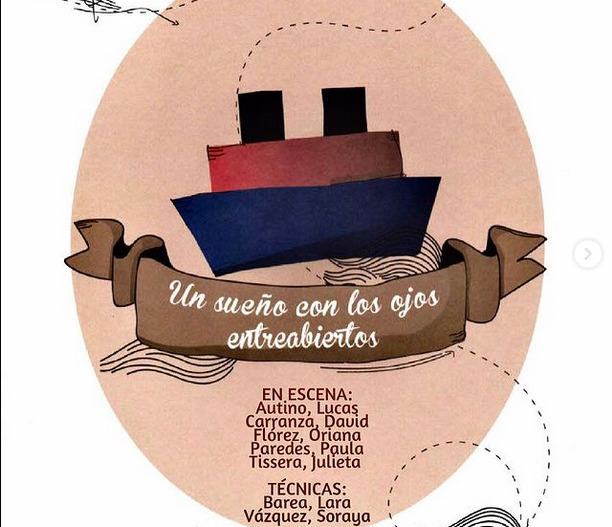 Un sueño con los ojos
entreabiertos
EN ESCENA:
Autino, Lucas
Carranza, David
Flórez, Oriana
Paredes, Paula
Tissera, Julieta
TÉCNICAS:
Barea, Lara
Vázquez, Soraya